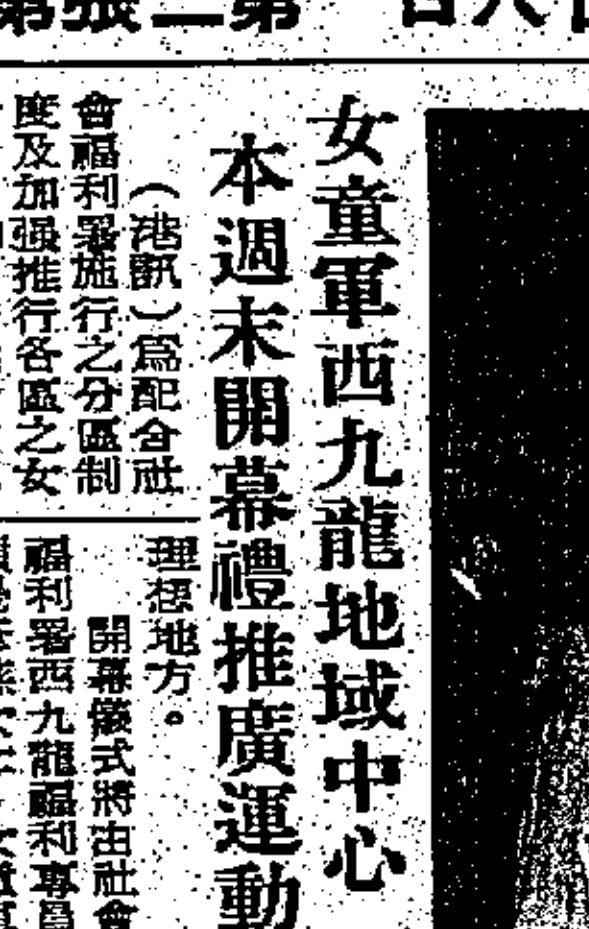 第二張第
女童軍西九龍地域中心
本週末開幕禮推廣運動
（港訊）爲配合社
會福利署施行之分區制
度及加强推行各區之女
理想地方。
開幕儀式將由社會
福利署西九龍福利專員